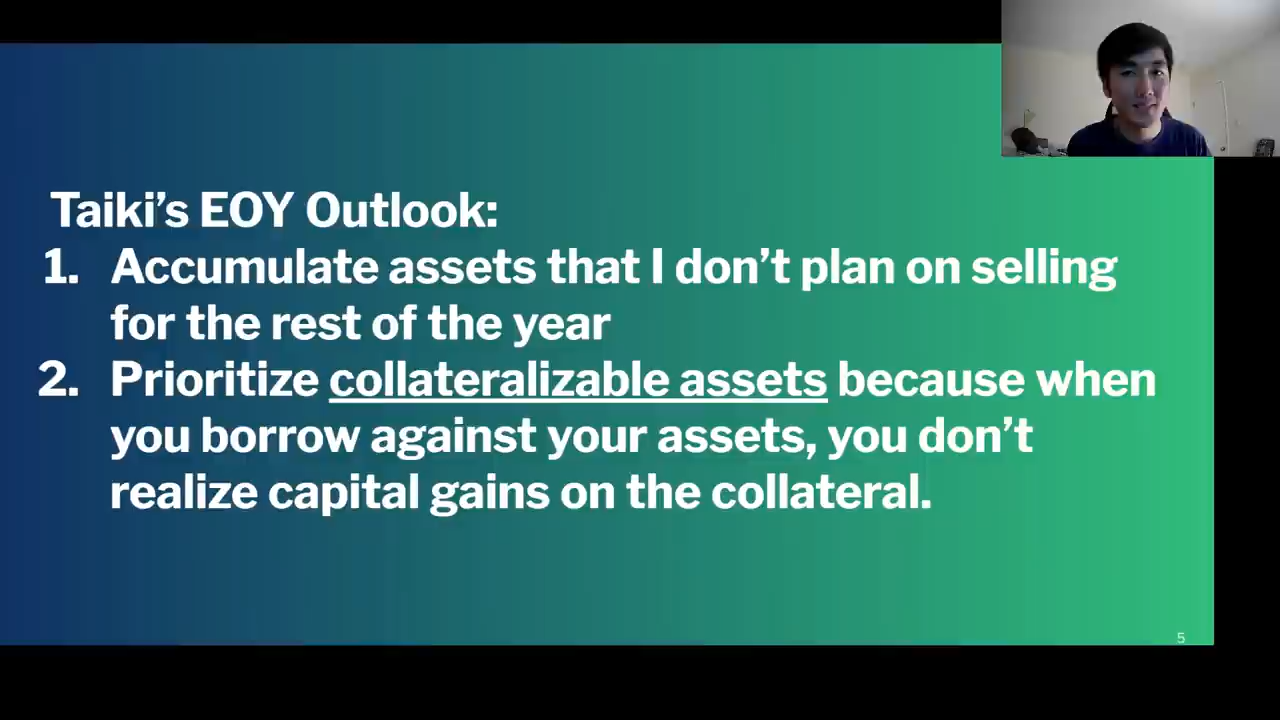 Taiki’s EOY Outlook:
1. Accumulate assets that I don’t plan on selling
for the rest of the year
2. Prioritize collateralizable assets because when
you borrow against your assets, you don’t
realize capital gains on the collateral.
5